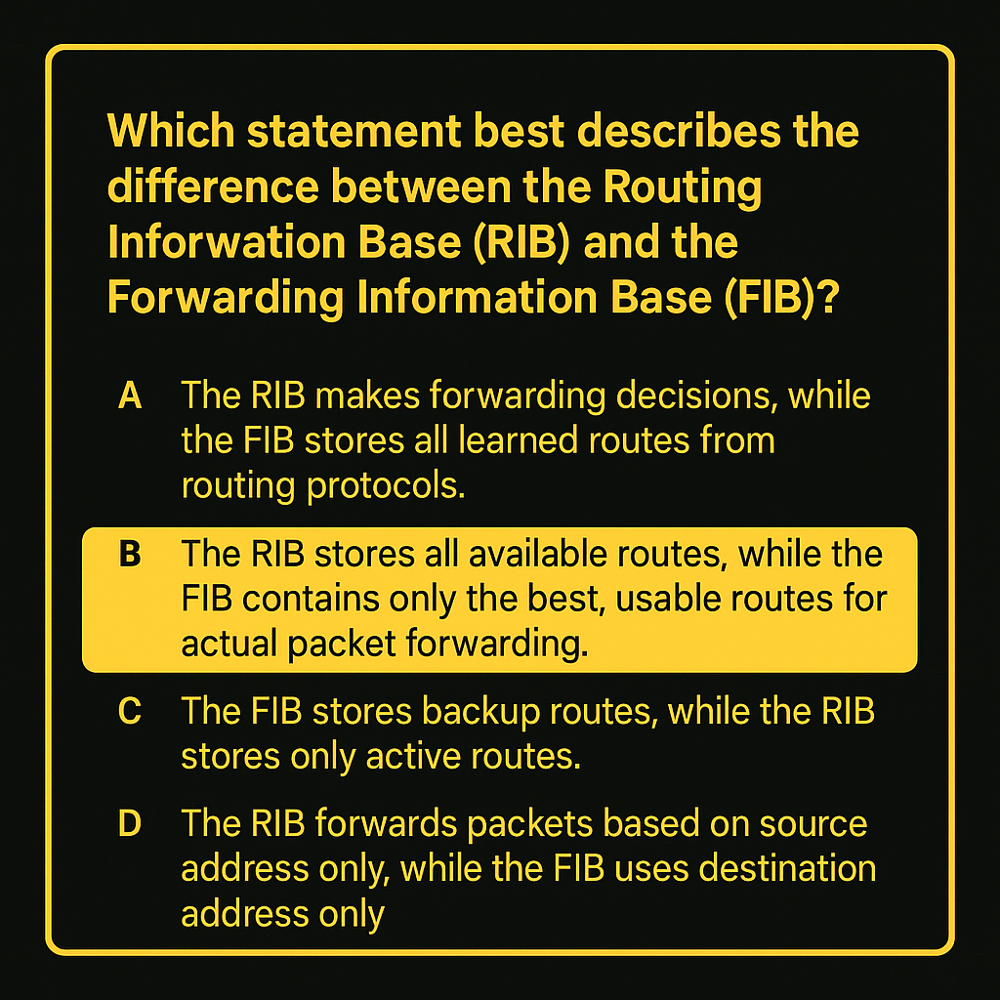 Which statement best describes the
difference between the Routing
Inforwation Base (RIB) and the
Forwarding Information Base (FIB)?
A The RIB makes forwarding decisions, while
the FIB stores all learned routes from
routing protocols.
B The RIB stores all available routes, while the
FIB contains only the best, usable routes for
actual packet forwarding.
C The FIB stores backup routes, while the RIB
stores only active routes.
D The RIB forwards packets based on source
address only, while the FIB uses destination
address only